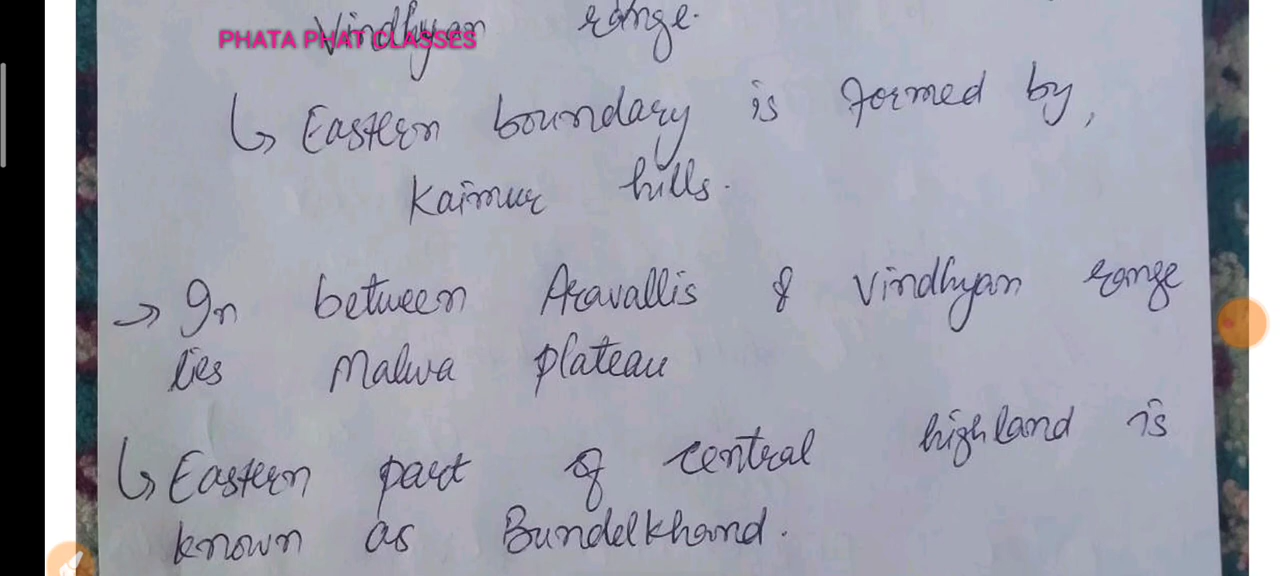 Vindhyan range.
PHATA PHAT CLASSES
↳ Eastern boundary is formed by,
Kaimur hills.
→ In between Aravallis & Vindhyan range
lies Malwa plateau
↳ Eastern part of central highland is
known as Bundelkhand.